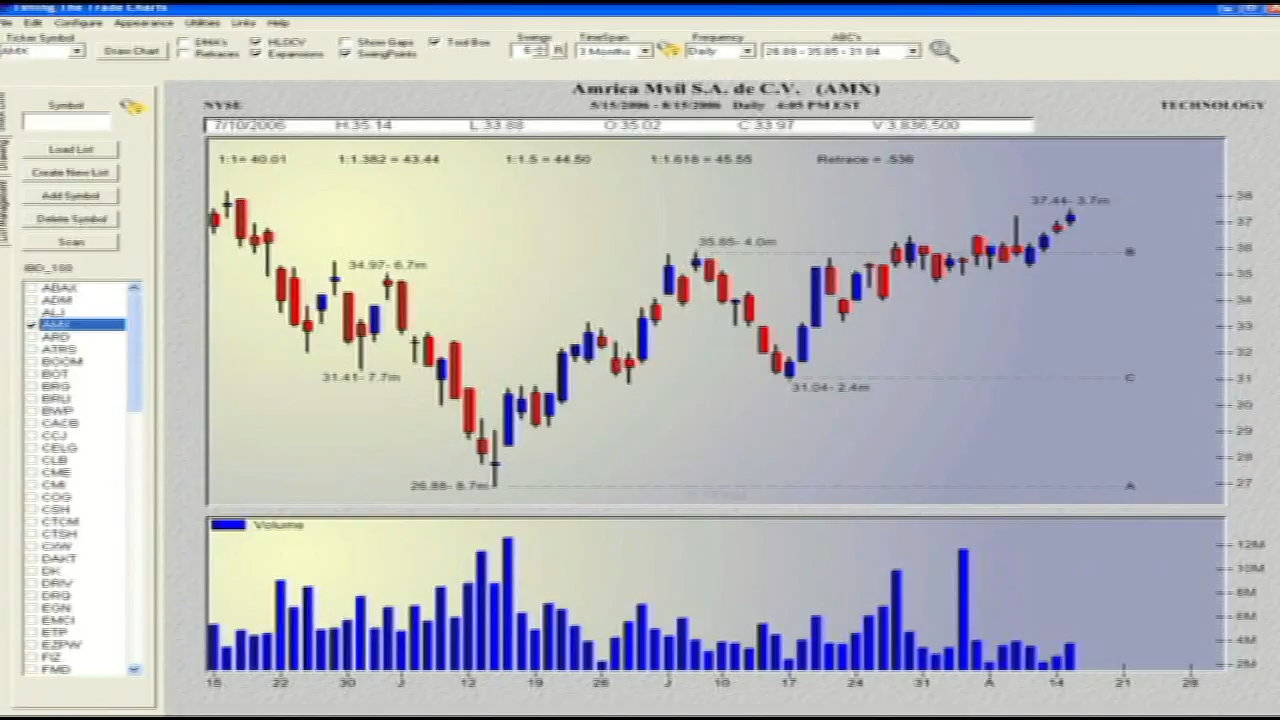 Timing The Trade Charts
File Edit Configure Appearance Utilities Links Help
Ticker Symbol
AMX
Draw Chart
DMA's HLOCV Show Gaps Tool Box
Retraces Expansions SwingPoints
Swings TimeSpan Frequency ABC's
5 R 3 Months Daily 26.88 - 35.85 - 31.04
Symbol
Load List
Create New List
Add Symbol
Delete Symbol
Scan
IBD_100
ABAX
ADM
ALJ
AMX
ARD
ATRS
BOOM
BOT
BRG
BRU
BWP
CACB
CCJ
CELG
CLB
CME
CMI
COG
CSH
CTCM
CTSH
CXW
DAKT
DK
DRIV
DRQ
EGN
EMCI
ETP
EZPW
FIZ
FMD
Amrica Mvil S.A. de C.V. (AMX)
NYSE 5/15/2006 - 8/15/2006 Daily 4:05 PM EST TECHNOLOGY
7/10/2006 H:35.14 L:33.88 O:35.02 C:33.97 V:3,836,500
1:1= 40.01 1:1.382 = 43.44 1:1.5 = 44.50 1:1.618 = 45.55 Retrace = .536
37.44- 3.7m
35.85- 4.0m
34.97- 6.7m
31.41- 7.7m
31.04- 2.4m
26.88- 8.7m
B
C
A
38
37
36
35
34
33
32
31
30
29
28
27
Volume
12M
10M
8M
6M
4M
2M
15 22 30 J 12 19 26 J 10 17 24 31 A 14 21 28